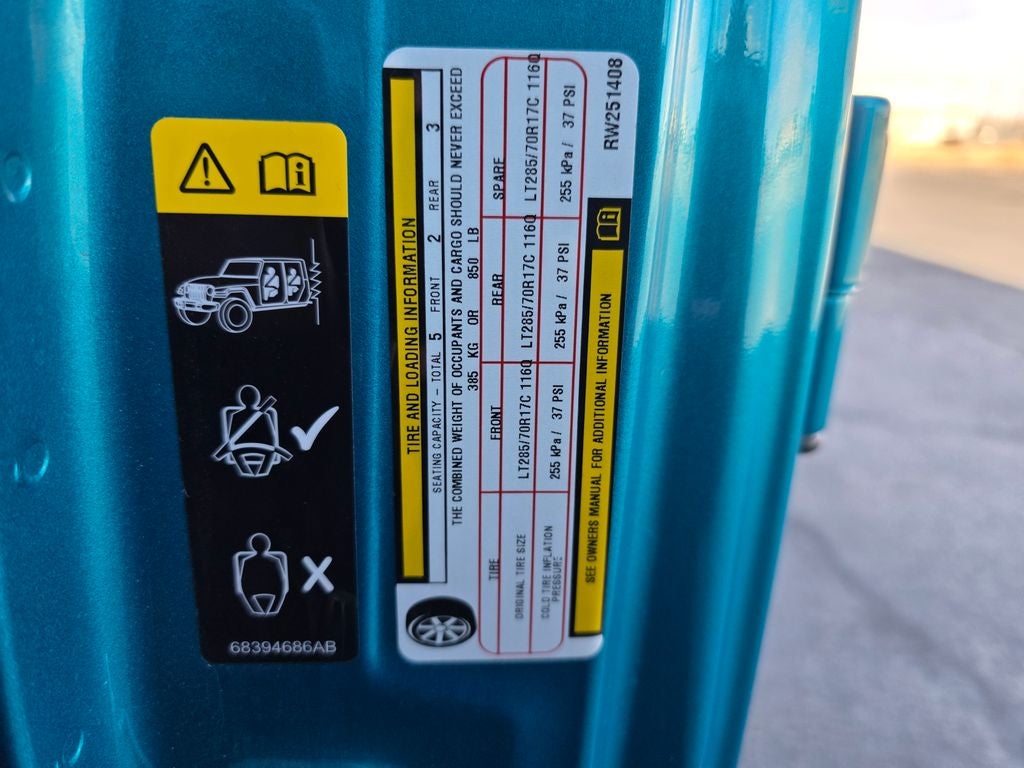 68394686AB
TIRE AND LOADING INFORMATION
SEATING CAPACITY - TOTAL 5 FRONT 2 REAR 3
THE COMBINED WEIGHT OF OCCUPANTS AND CARGO SHOULD NEVER EXCEED
385 KG OR 850 LB
TIRE FRONT REAR SPARE
ORIGINAL TIRE SIZE LT285/70R17C 116Q LT285/70R17C 116Q LT285/70R17C 116Q
COLD TIRE INFLATION
PRESSURE 255 kPa / 37 PSI 255 kPa / 37 PSI 255 kPa / 37 PSI
SEE OWNERS MANUAL FOR ADDITIONAL INFORMATION
RW251408